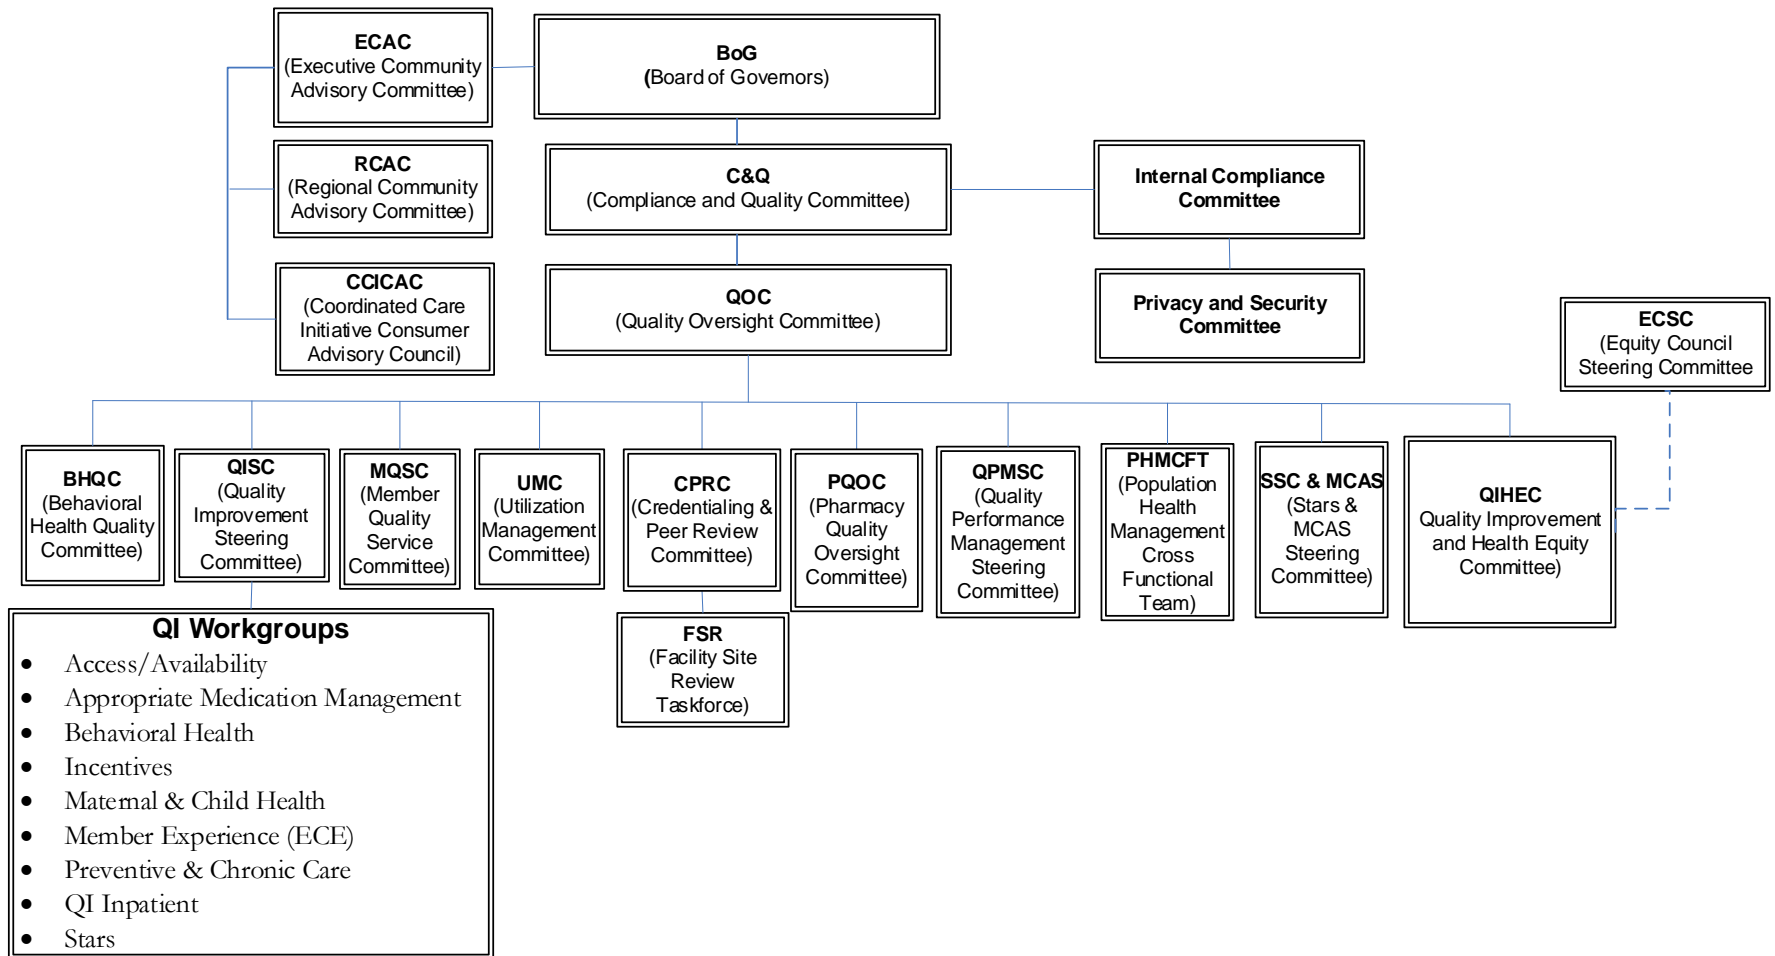 ECAC
(Executive Community
Advisory Committee)
BoG
(Board of Governors)
RCAC
(Regional Community
Advisory Committee)
C&Q
(Compliance and Quality Committee)
Internal Compliance
Committee
CCICAC
(Coordinated Care
Initiative Consumer
Advisory Council)
QOC
(Quality Oversight Committee)
Privacy and Security
Committee
ECSC
(Equity Council
Steering Committee
BHQC
(Behavioral
Health Quality
Committee)
QISC
(Quality
Improvement
Steering
Committee)
MQSC
(Member
Quality
Service
Committee)
UMC
(Utilization
Management
Committee)
CPRC
(Credentialing &
Peer Review
Committee)
PQOC
(Pharmacy
Quality
Oversight
Committee)
QPMSC
(Quality
Performance
Management
Steering
Committee)
PHMCFT
(Population
Health
Management
Cross
Functional
Team)
SSC & MCAS
(Stars &
MCAS
Steering
Committee)
QIHEC
Quality Improvement
and Health Equity
Committee)
QI Workgroups
• Access/Availability
• Appropriate Medication Management
• Behavioral Health
• Incentives
• Maternal & Child Health
• Member Experience (ECE)
• Preventive & Chronic Care
• QI Inpatient
• Stars
FSR
(Facility Site
Review
Taskforce)